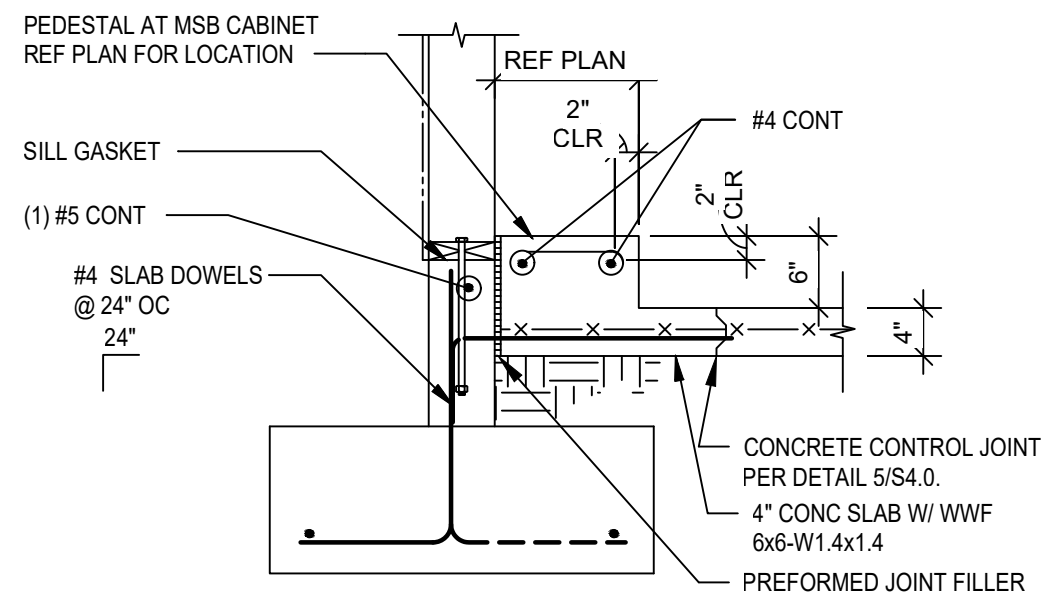 PEDESTAL AT MSB CABINET
REF PLAN FOR LOCATION
REF PLAN
2"
CLR
#4 CONT
SILL GASKET
2"
CLR
(1) #5 CONT
6"
#4 SLAB DOWELS
@ 24" OC
24"
4"
CONCRETE CONTROL JOINT
PER DETAIL 5/S4.0.
4" CONC SLAB W/ WWF
6x6-W1.4x1.4
PREFORMED JOINT FILLER